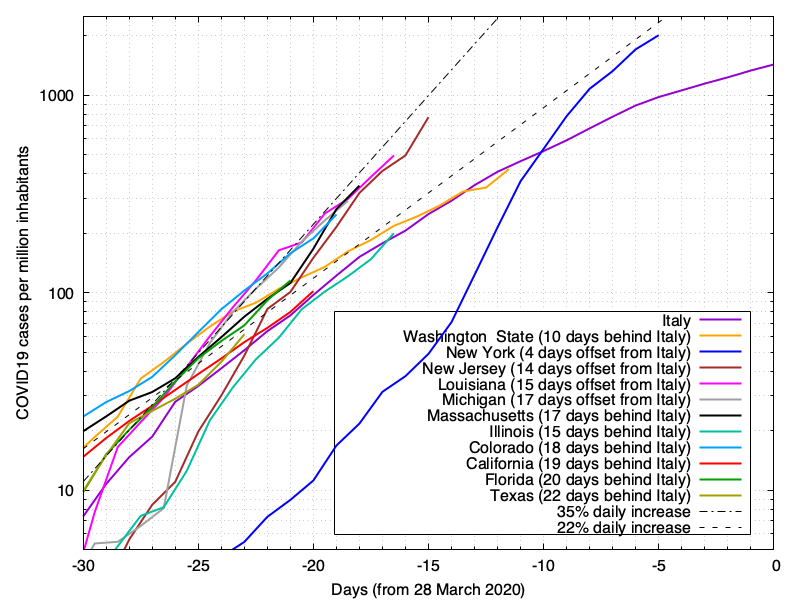 1000
100
10
COVID19 cases per million inhabitants
Italy
Washington  State (10 days behind Italy)
New York (4 days offset from Italy)
New Jersey (14 days offset from Italy)
Louisiana (15 days offset from Italy)
Michigan (17 days offset from Italy)
Massachusetts (17 days behind Italy)
Illinois (15 days behind Italy)
Colorado (18 days behind Italy)
California (19 days behind Italy)
Florida (20 days behind Italy)
Texas (22 days behind Italy)
35% daily increase
22% daily increase
-30 -25 -20 -15 -10 -5 0
Days (from 28 March 2020)